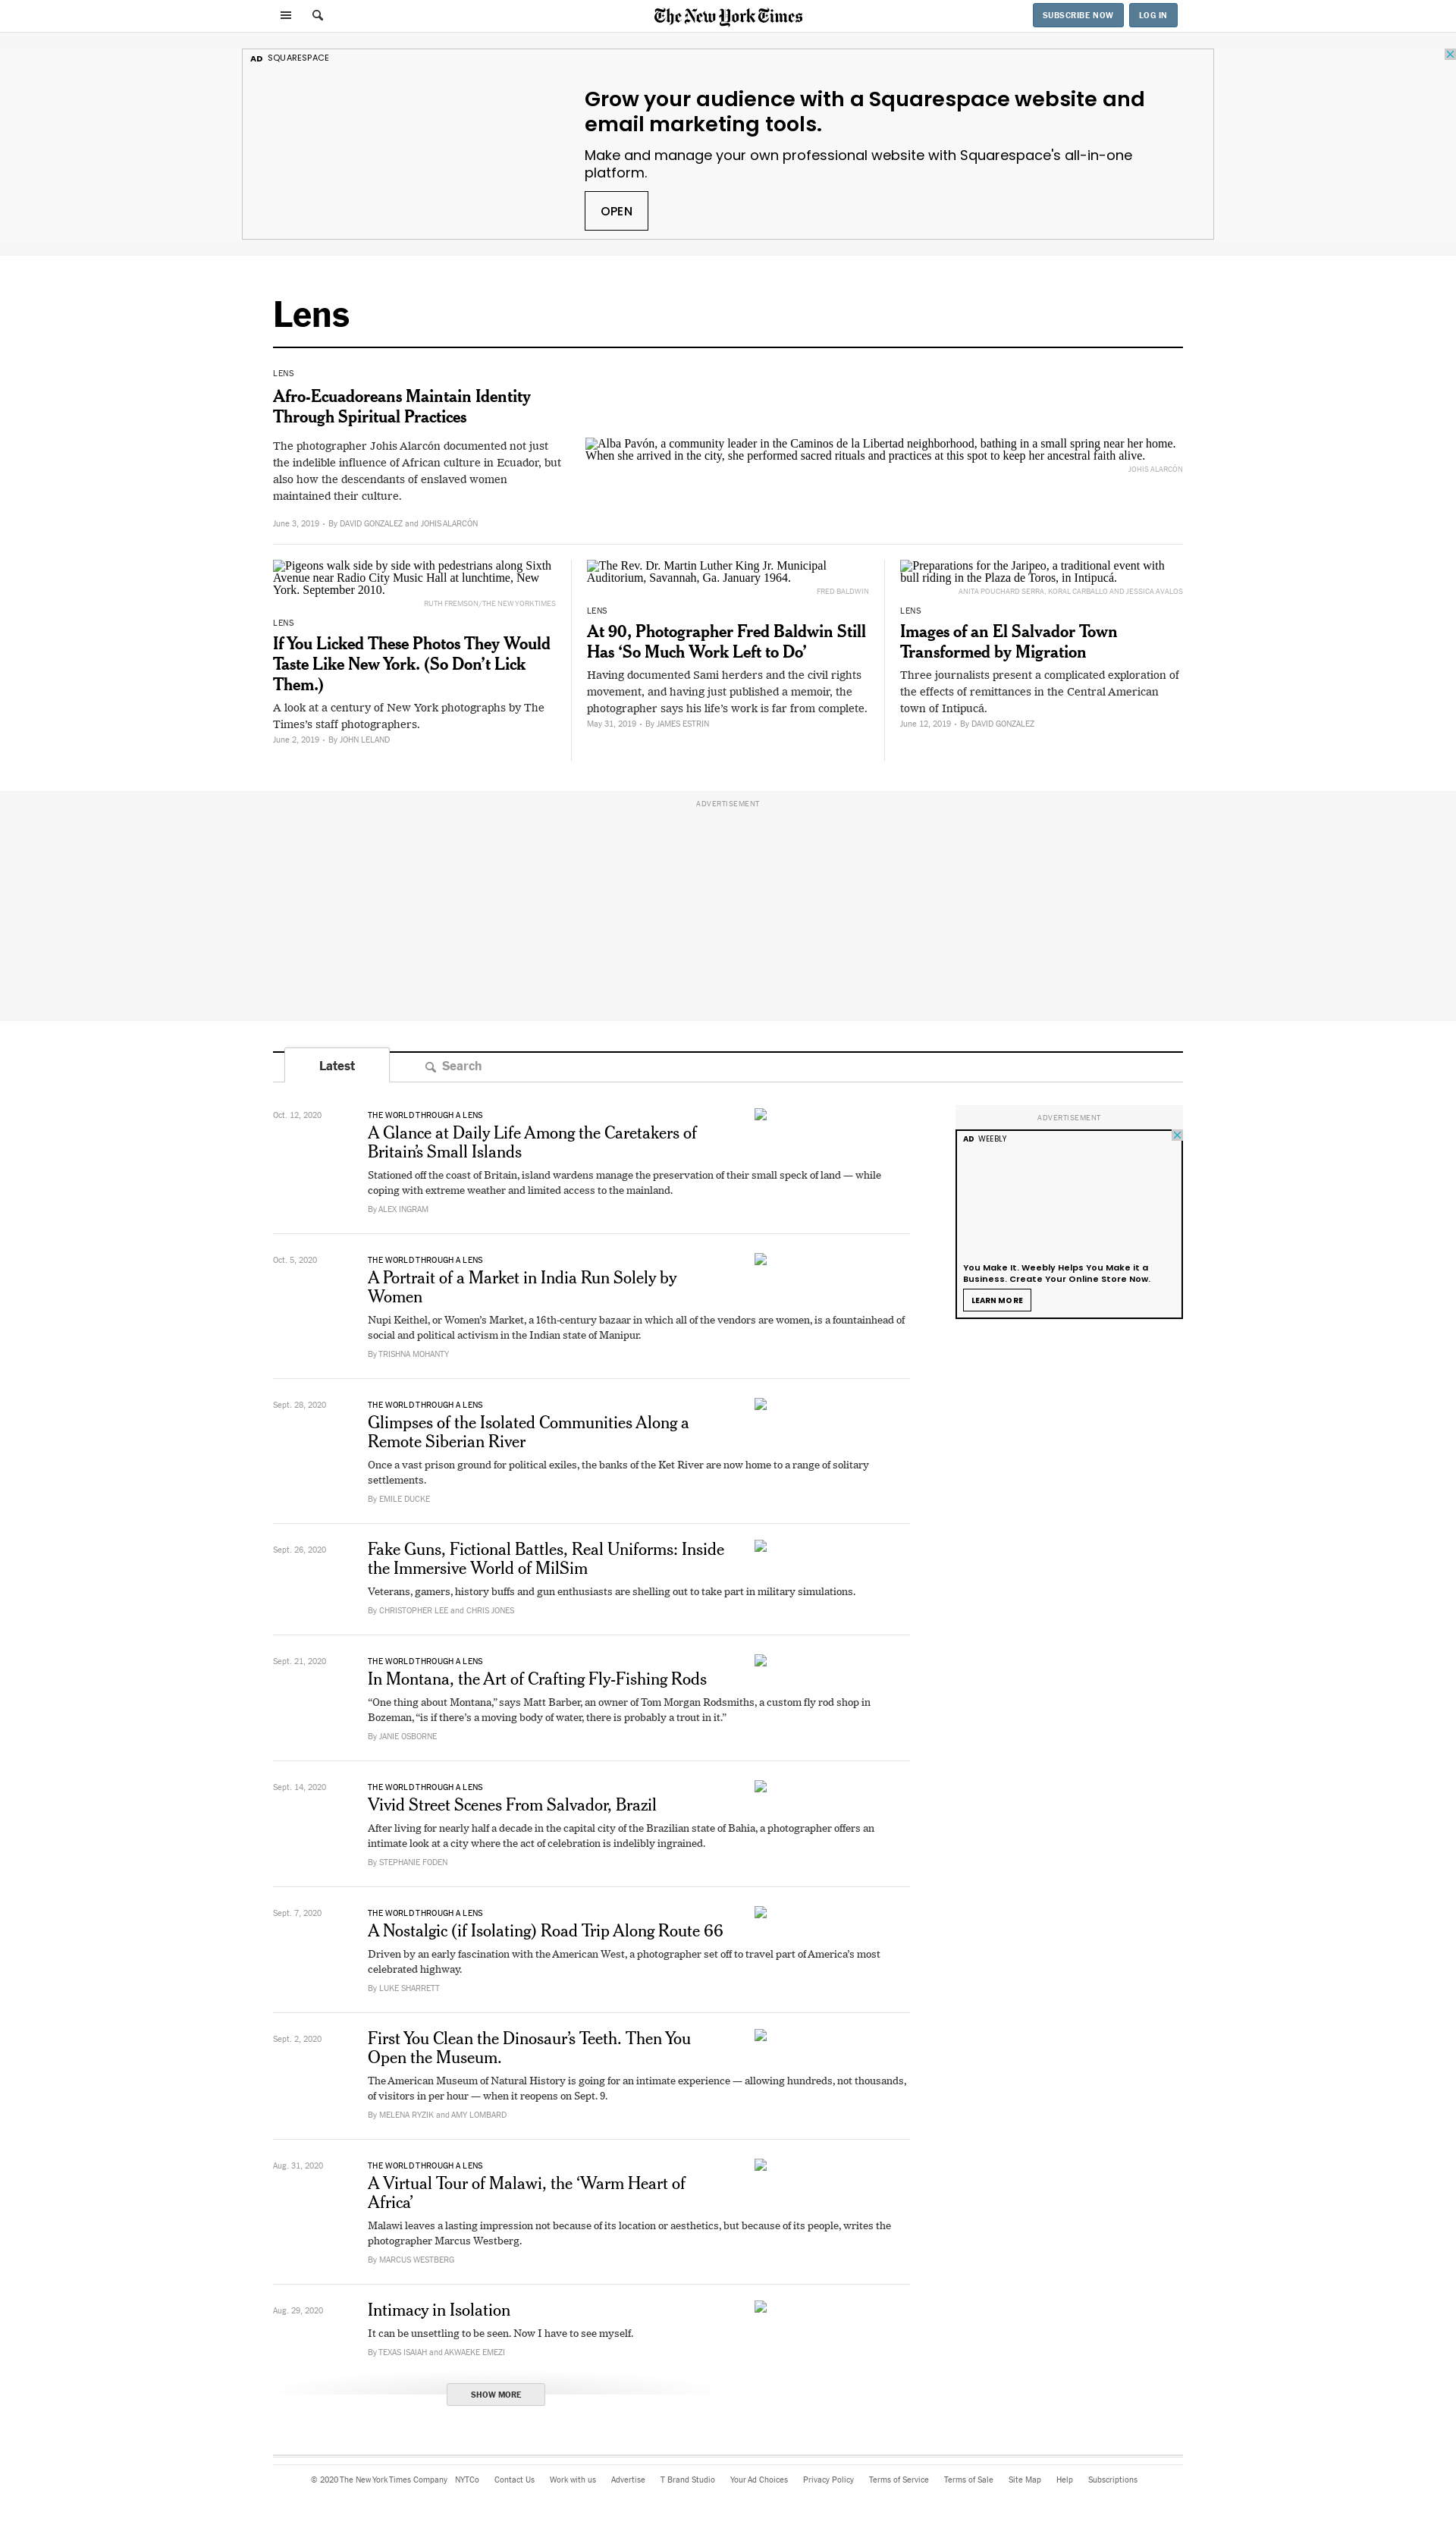 The New York Times
SUBSCRIBE NOW
LOG IN
AD SQUARESPACE
Grow your audience with a Squarespace website and
email marketing tools.
Make and manage your own professional website with Squarespace's all-in-one
platform.
OPEN
Lens
LENS
Afro-Ecuadoreans Maintain Identity
Through Spiritual Practices
The photographer Johis Alarcón documented not just
the indelible influence of African culture in Ecuador, but
also how the descendants of enslaved women
maintained their culture.
June 3, 2019 • By DAVID GONZALEZ and JOHIS ALARCÓN
Alba Pavón, a community leader in the Caminos de la Libertad neighborhood, bathing in a small spring near her home.
When she arrived in the city, she performed sacred rituals and practices at this spot to keep her ancestral faith alive.
JOHIS ALARCÓN
Pigeons walk side by side with pedestrians along Sixth
Avenue near Radio City Music Hall at lunchtime, New
York. September 2010.
RUTH FREMSON/THE NEW YORK TIMES
LENS
If You Licked These Photos They Would
Taste Like New York. (So Don’t Lick
Them.)
A look at a century of New York photographs by The
Times’s staff photographers.
June 2, 2019 • By JOHN LELAND
The Rev. Dr. Martin Luther King Jr. Municipal
Auditorium, Savannah, Ga. January 1964.
FRED BALDWIN
LENS
At 90, Photographer Fred Baldwin Still
Has ‘So Much Work Left to Do’
Having documented Sami herders and the civil rights
movement, and having just published a memoir, the
photographer says his life’s work is far from complete.
May 31, 2019 • By JAMES ESTRIN
Preparations for the Jaripeo, a traditional event with
bull riding in the Plaza de Toros, in Intipucá.
ANITA POUCHARD SERRA, KORAL CARBALLO AND JESSICA AVALOS
LENS
Images of an El Salvador Town
Transformed by Migration
Three journalists present a complicated exploration of
the effects of remittances in the Central American
town of Intipucá.
June 12, 2019 • By DAVID GONZALEZ
ADVERTISEMENT
Latest
Search
Oct. 12, 2020
THE WORLD THROUGH A LENS
A Glance at Daily Life Among the Caretakers of
Britain’s Small Islands
Stationed off the coast of Britain, island wardens manage the preservation of their small speck of land — while
coping with extreme weather and limited access to the mainland.
By ALEX INGRAM
ADVERTISEMENT
AD WEEBLY
You Make It. Weebly Helps You Make it a
Business. Create Your Online Store Now.
LEARN MORE
Oct. 5, 2020
THE WORLD THROUGH A LENS
A Portrait of a Market in India Run Solely by
Women
Nupi Keithel, or Women’s Market, a 16th-century bazaar in which all of the vendors are women, is a fountainhead of
social and political activism in the Indian state of Manipur.
By TRISHNA MOHANTY
Sept. 28, 2020
THE WORLD THROUGH A LENS
Glimpses of the Isolated Communities Along a
Remote Siberian River
Once a vast prison ground for political exiles, the banks of the Ket River are now home to a range of solitary
settlements.
By EMILE DUCKE
Sept. 26, 2020
Fake Guns, Fictional Battles, Real Uniforms: Inside
the Immersive World of MilSim
Veterans, gamers, history buffs and gun enthusiasts are shelling out to take part in military simulations.
By CHRISTOPHER LEE and CHRIS JONES
Sept. 21, 2020
THE WORLD THROUGH A LENS
In Montana, the Art of Crafting Fly-Fishing Rods
“One thing about Montana,” says Matt Barber, an owner of Tom Morgan Rodsmiths, a custom fly rod shop in
Bozeman, “is if there’s a moving body of water, there is probably a trout in it.”
By JANIE OSBORNE
Sept. 14, 2020
THE WORLD THROUGH A LENS
Vivid Street Scenes From Salvador, Brazil
After living for nearly half a decade in the capital city of the Brazilian state of Bahia, a photographer offers an
intimate look at a city where the act of celebration is indelibly ingrained.
By STEPHANIE FODEN
Sept. 7, 2020
THE WORLD THROUGH A LENS
A Nostalgic (if Isolating) Road Trip Along Route 66
Driven by an early fascination with the American West, a photographer set off to travel part of America’s most
celebrated highway.
By LUKE SHARRETT
Sept. 2, 2020
First You Clean the Dinosaur’s Teeth. Then You
Open the Museum.
The American Museum of Natural History is going for an intimate experience — allowing hundreds, not thousands,
of visitors in per hour — when it reopens on Sept. 9.
By MELENA RYZIK and AMY LOMBARD
Aug. 31, 2020
THE WORLD THROUGH A LENS
A Virtual Tour of Malawi, the ‘Warm Heart of
Africa’
Malawi leaves a lasting impression not because of its location or aesthetics, but because of its people, writes the
photographer Marcus Westberg.
By MARCUS WESTBERG
Aug. 29, 2020
Intimacy in Isolation
It can be unsettling to be seen. Now I have to see myself.
By TEXAS ISAIAH and AKWAEKE EMEZI
SHOW MORE
© 2020 The New York Times Company NYTCo Contact Us Work with us Advertise T Brand Studio Your Ad Choices Privacy Policy Terms of Service Terms of Sale Site Map Help Subscriptions